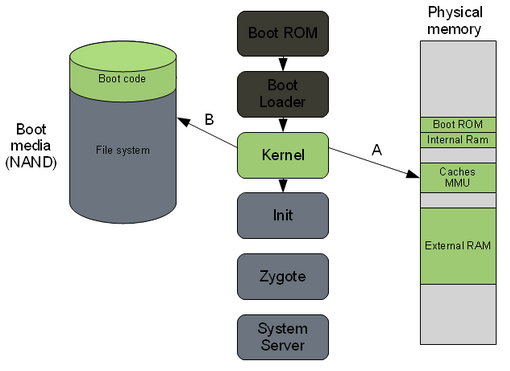 Physical
memory
Boot ROM
Boot code
Boot
Loader
Boot ROM
Internal Ram
B
Boot
media
(NAND)
File system
Kernel
A
Caches
MMU
Init
External RAM
Zygote
System
Server